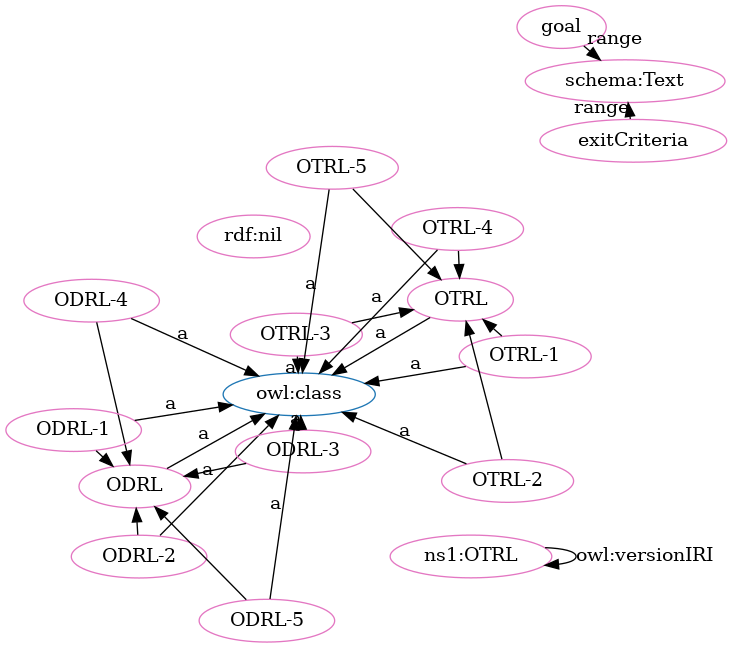 goal
range
schema:Text
range
exitCriteria
OTRL-5
OTRL-4
rdf:nil
OTRL
ODRL-4
a
a
a
OTRL-3
a
a
OTRL-1
a
a
owl:class
a
ODRL-1
a
a
a
ODRL-3
a
OTRL-2
ODRL
a
ODRL-2
ns1:OTRL
owl:versionIRI
ODRL-5